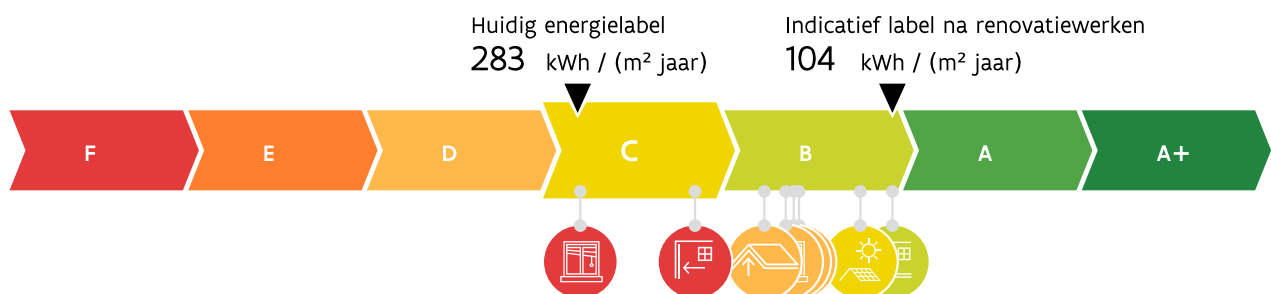 Huidig energielabel
283 kWh / (m² jaar)
Indicatief label na renovatiewerken
104 kWh / (m² jaar)
F E D C B A A+